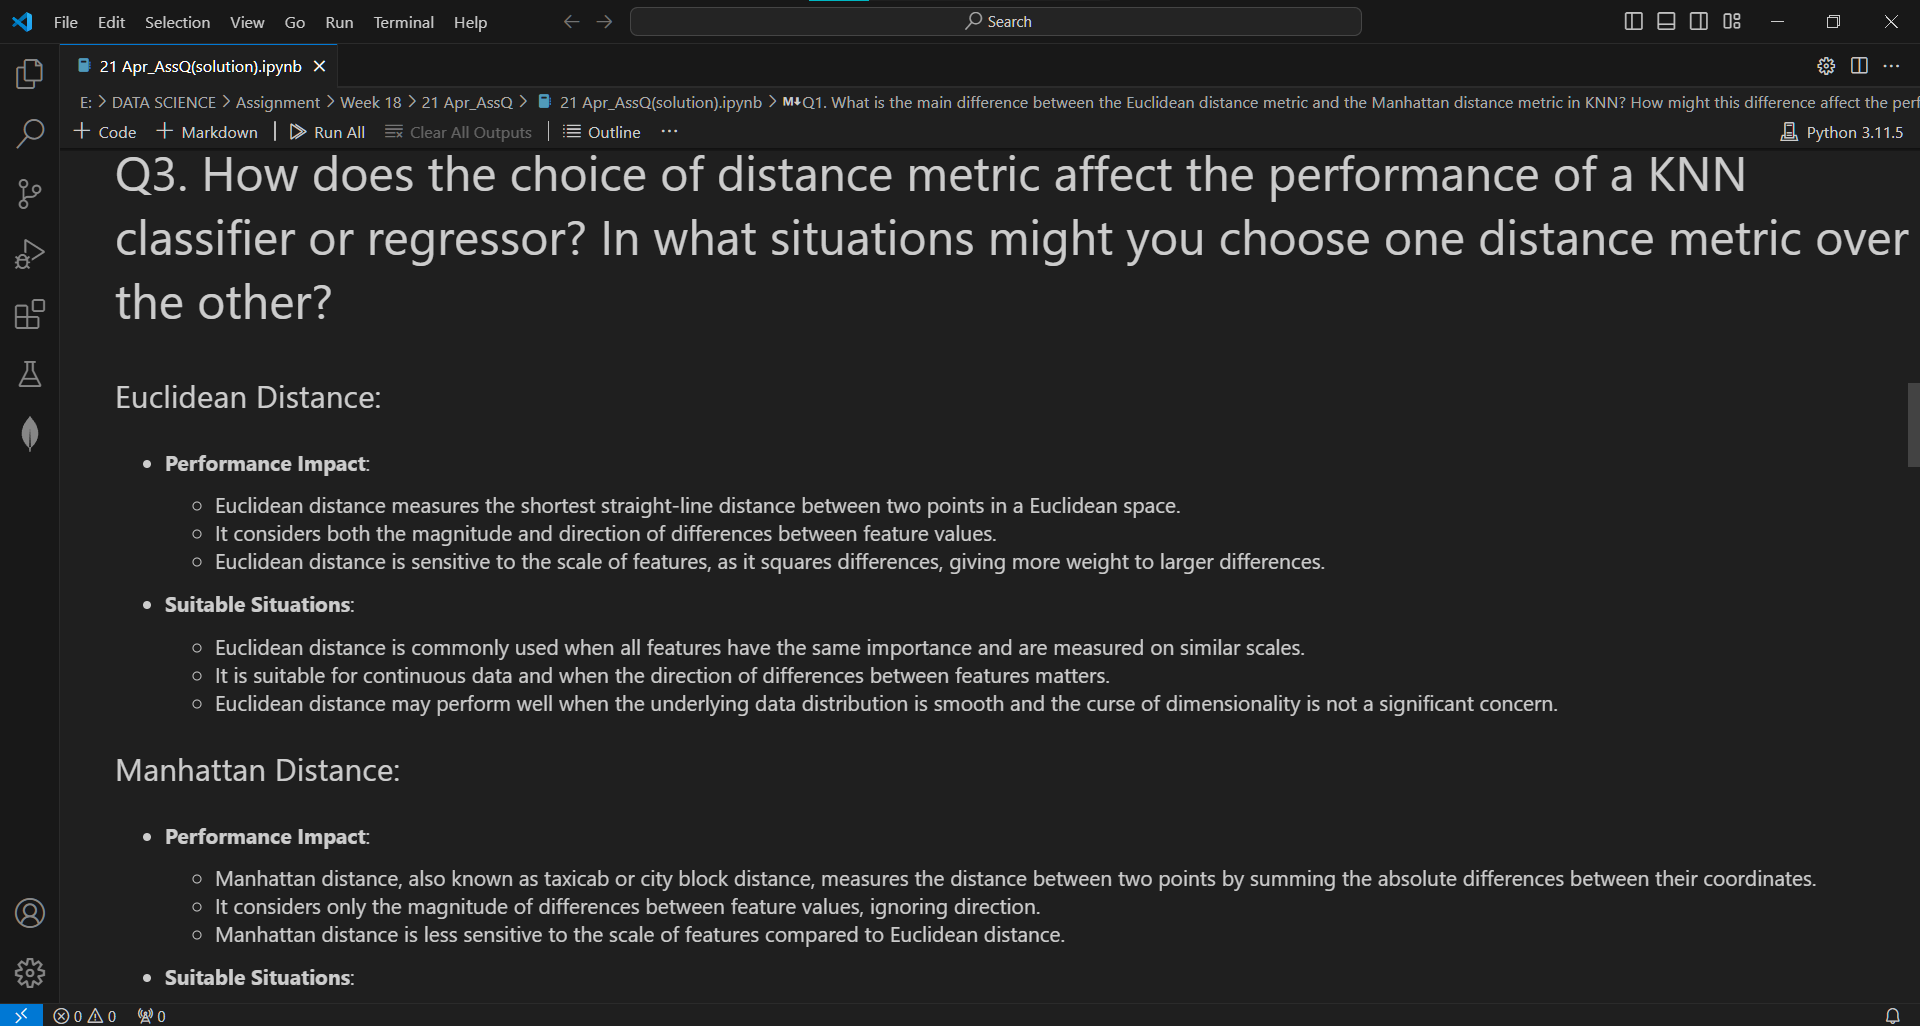 File Edit Selection View Go Run Terminal Help
Search
21 Apr_AssQ(solution).ipynb
E: > DATA SCIENCE > Assignment > Week 18 > 21 Apr_AssQ > 21 Apr_AssQ(solution).ipynb > M↓Q1. What is the main difference between the Euclidean distance metric and the Manhattan distance metric in KNN? How might this difference affect the perf
+ Code + Markdown Run All Clear All Outputs Outline ··· Python 3.11.5
Q3. How does the choice of distance metric affect the performance of a KNN
classifier or regressor? In what situations might you choose one distance metric over
the other?
Euclidean Distance:
• Performance Impact:
○ Euclidean distance measures the shortest straight-line distance between two points in a Euclidean space.
○ It considers both the magnitude and direction of differences between feature values.
○ Euclidean distance is sensitive to the scale of features, as it squares differences, giving more weight to larger differences.
• Suitable Situations:
○ Euclidean distance is commonly used when all features have the same importance and are measured on similar scales.
○ It is suitable for continuous data and when the direction of differences between features matters.
○ Euclidean distance may perform well when the underlying data distribution is smooth and the curse of dimensionality is not a significant concern.
Manhattan Distance:
• Performance Impact:
○ Manhattan distance, also known as taxicab or city block distance, measures the distance between two points by summing the absolute differences between their coordinates.
○ It considers only the magnitude of differences between feature values, ignoring direction.
○ Manhattan distance is less sensitive to the scale of features compared to Euclidean distance.
• Suitable Situations:
0 0 0